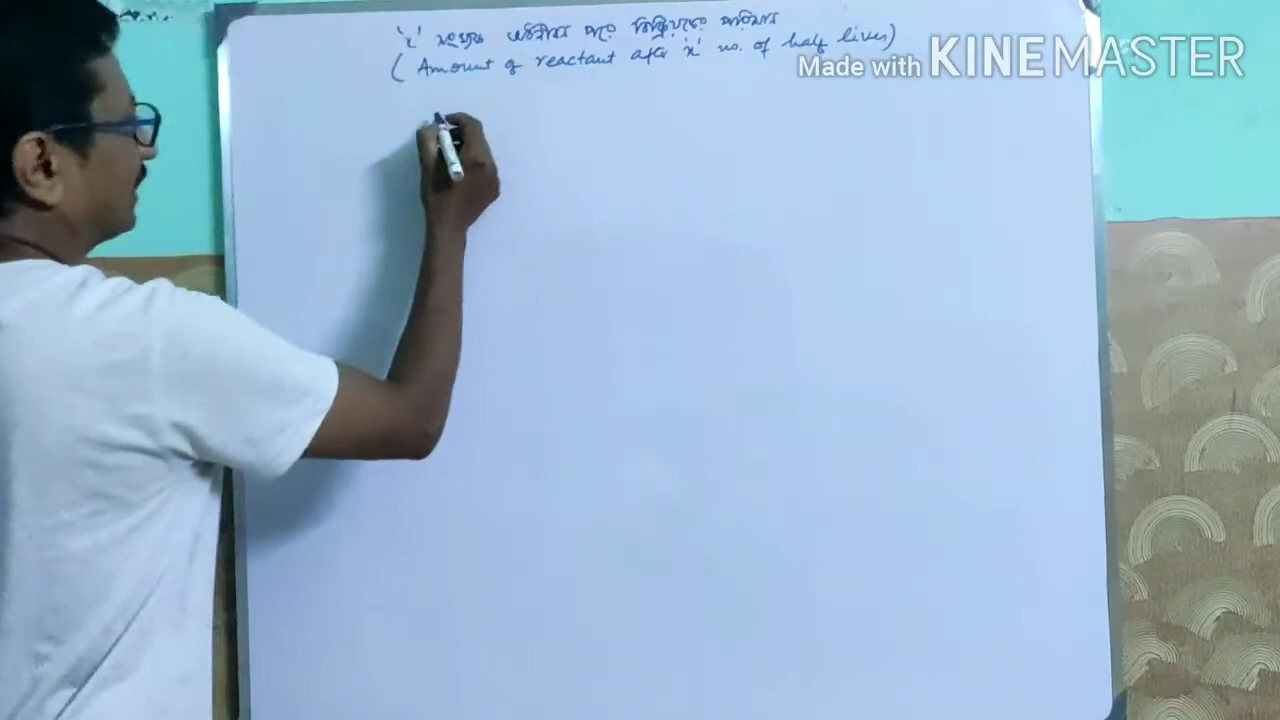 'x' সংখ্যক অর্ধায়ুর পরে বিক্রিয়কের পরিমাণ
( Amount of reactant after 'x' no. of half lives)
Made with KINEMASTER